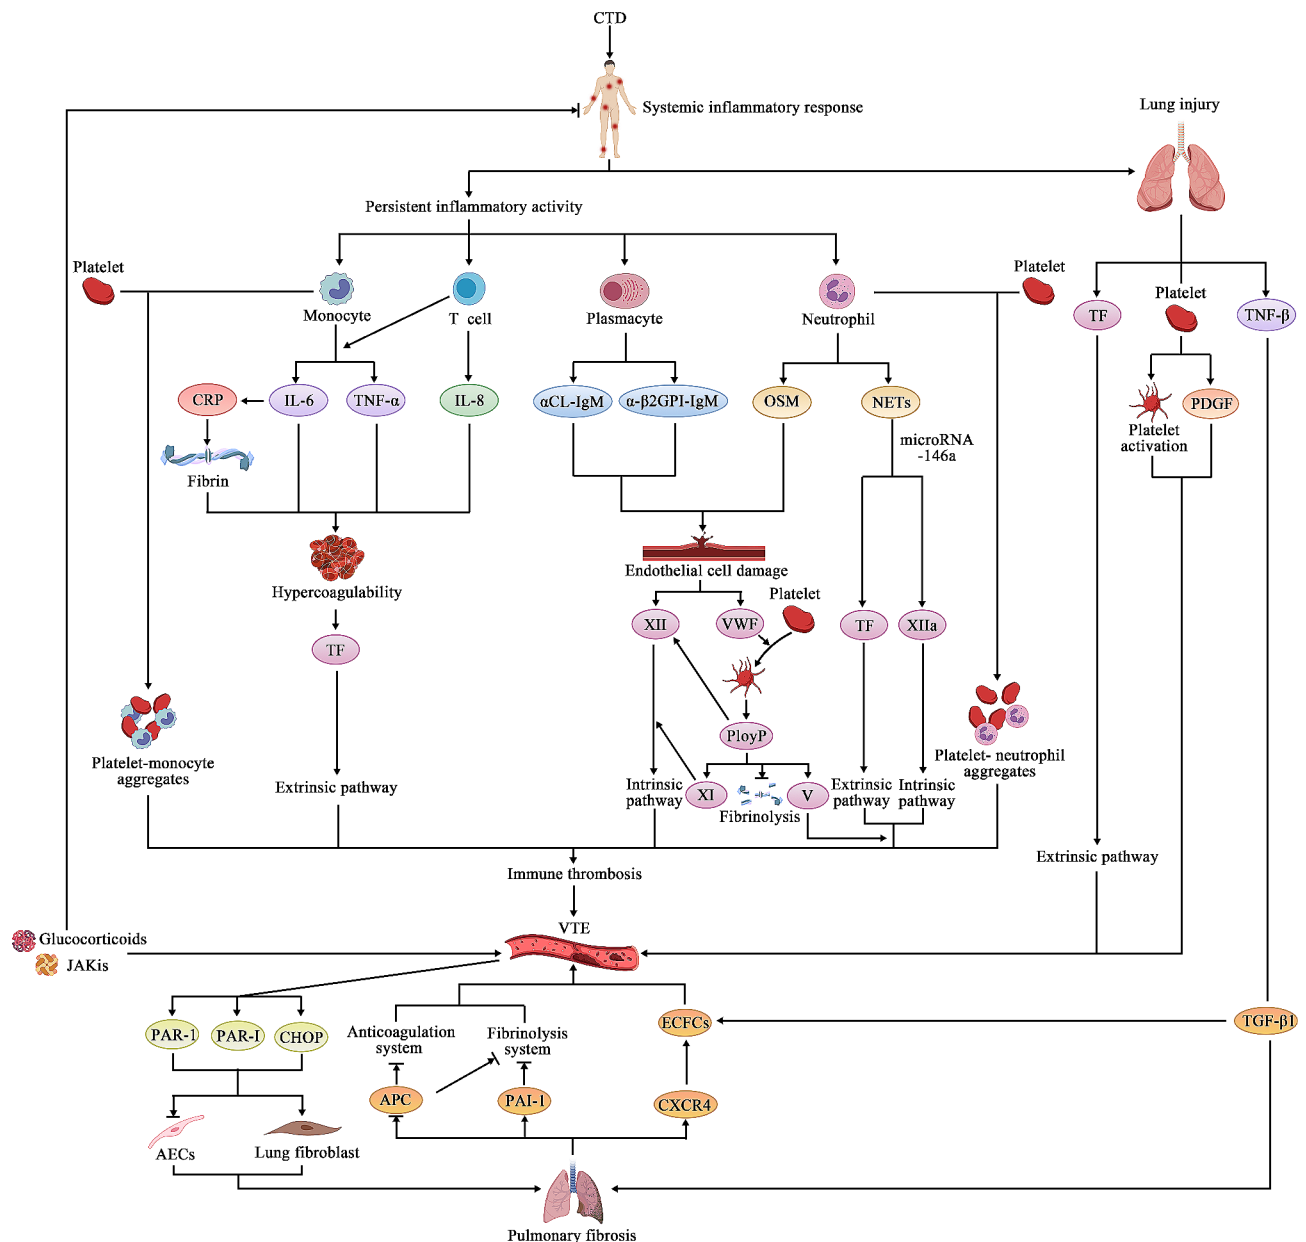 CTD
Systemic inflammatory response
Lung injury
Persistent inflammatory activity
Platelet
Monocyte
T cell
Plasmacyte
Neutrophil
Platelet
TF
Platelet
TNF-β
CRP
IL-6
TNF-α
IL-8
αCL-IgM
α-β2GPI-IgM
OSM
NETs
Platelet
activation
PDGF
microRNA
-146a
Fibrin
Hypercoagulability
Endothelial cell damage
TF
XII
VWF
Platelet
TF
XIIa
PloyP
Platelet-monocyte
aggregates
Extrinsic pathway
Intrinsic
pathway
XI
Fibrinolysis
V
Extrinsic
pathway
Intrinsic
pathway
Platelet- neutrophil
aggregates
Extrinsic pathway
Immune thrombosis
VTE
Glucocorticoids
JAKis
PAR-1
PAR-I
CHOP
Anticoagulation
system
Fibrinolysis
system
ECFCs
TGF-βI
APC
PAI-1
CXCR4
AECs
Lung fibroblast
Pulmonary fibrosis